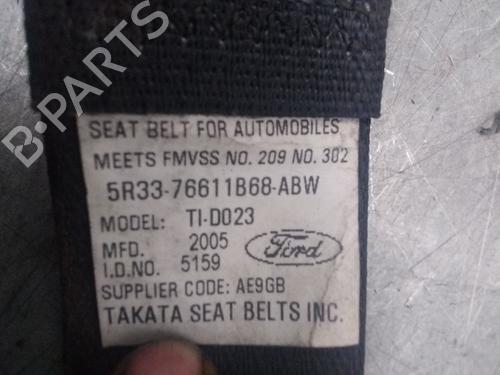 B-PARTS
SEAT BELT FOR AUTOMOBILES
MEETS FMVSS NO. 209 NO. 302
5R33-76611B68-ABW
MODEL: TI-D023
MFD. 2005
I.D.NO. 5159
Ford
SUPPLIER CODE: AE9GB
TAKATA SEAT BELTS INC.